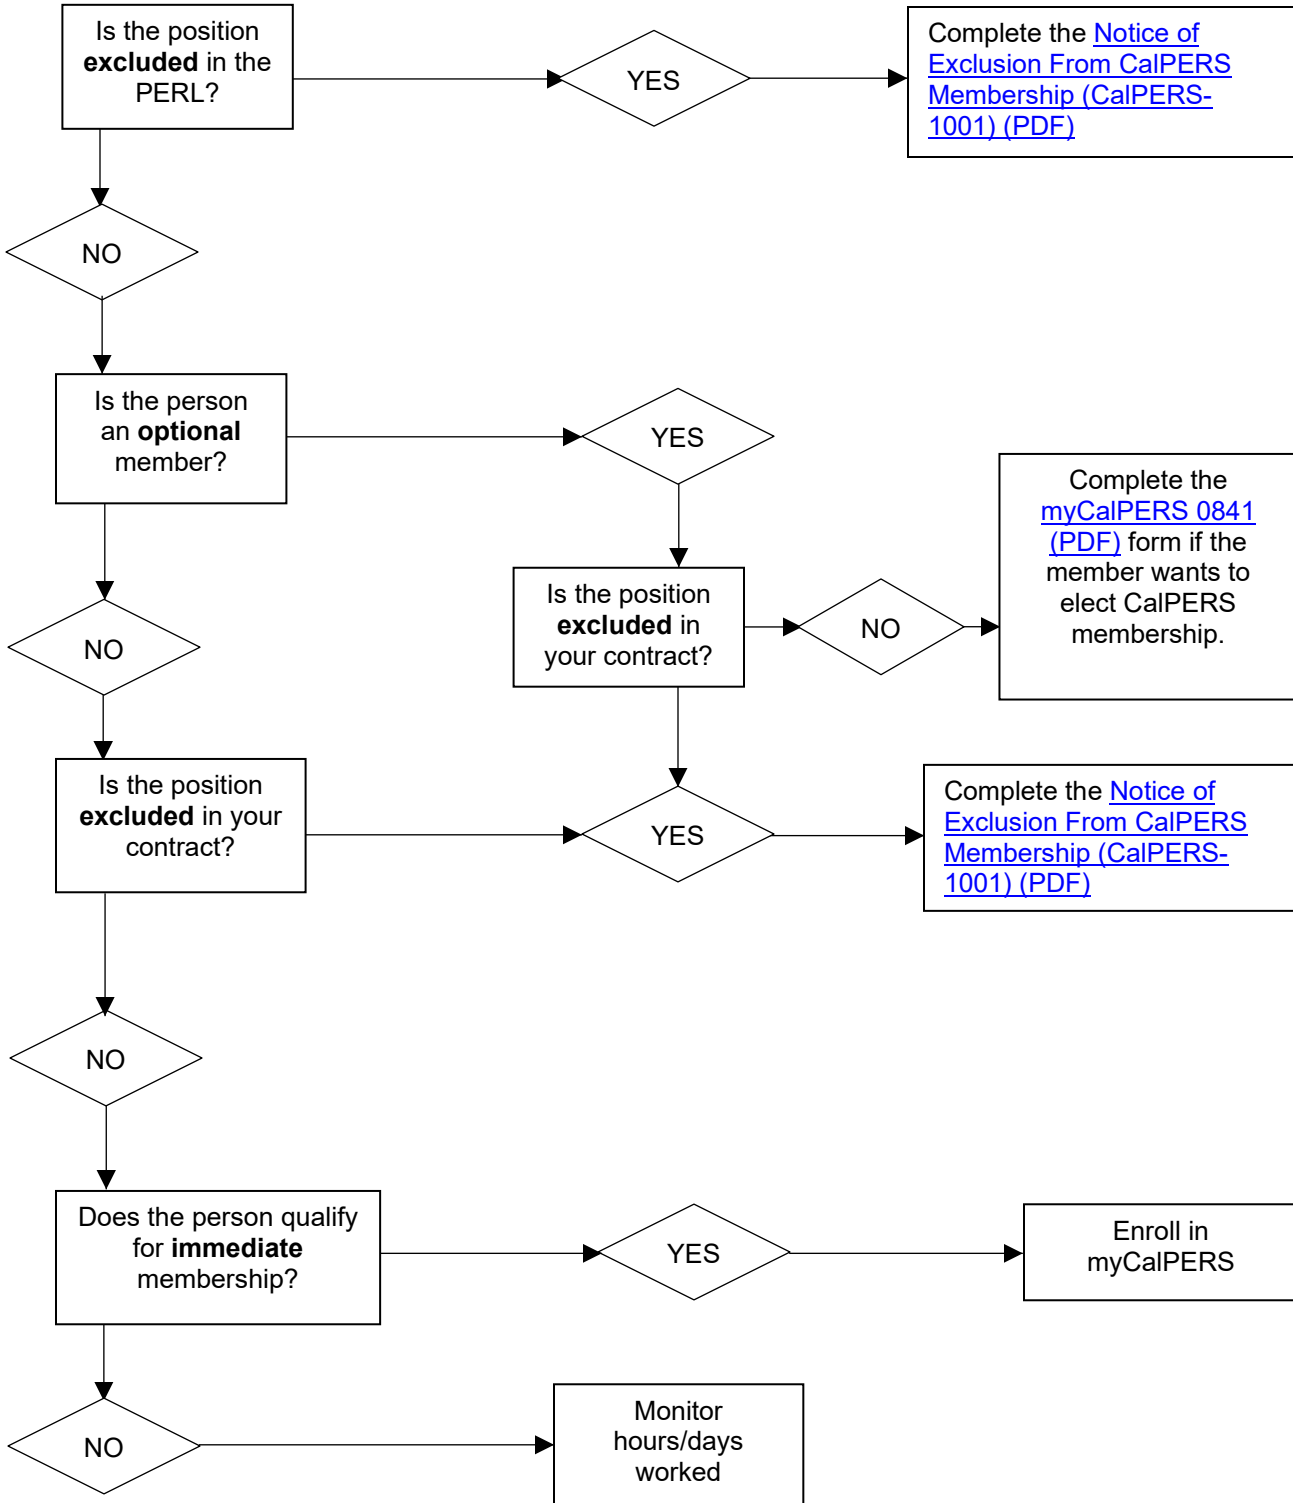 Is the position
excluded in the
PERL?
YES
Complete the Notice of
Exclusion From CalPERS
Membership (CalPERS-
1001) (PDF)
NO
Is the person
an optional
member?
YES
Is the position
excluded in
your contract?
NO
Complete the
myCalPERS 0841
(PDF) form if the
member wants to
elect CalPERS
membership.
NO
Is the position
excluded in your
contract?
YES
Complete the Notice of
Exclusion From CalPERS
Membership (CalPERS-
1001) (PDF)
NO
Does the person qualify
for immediate
membership?
YES
Enroll in
myCalPERS
NO
Monitor
hours/days
worked